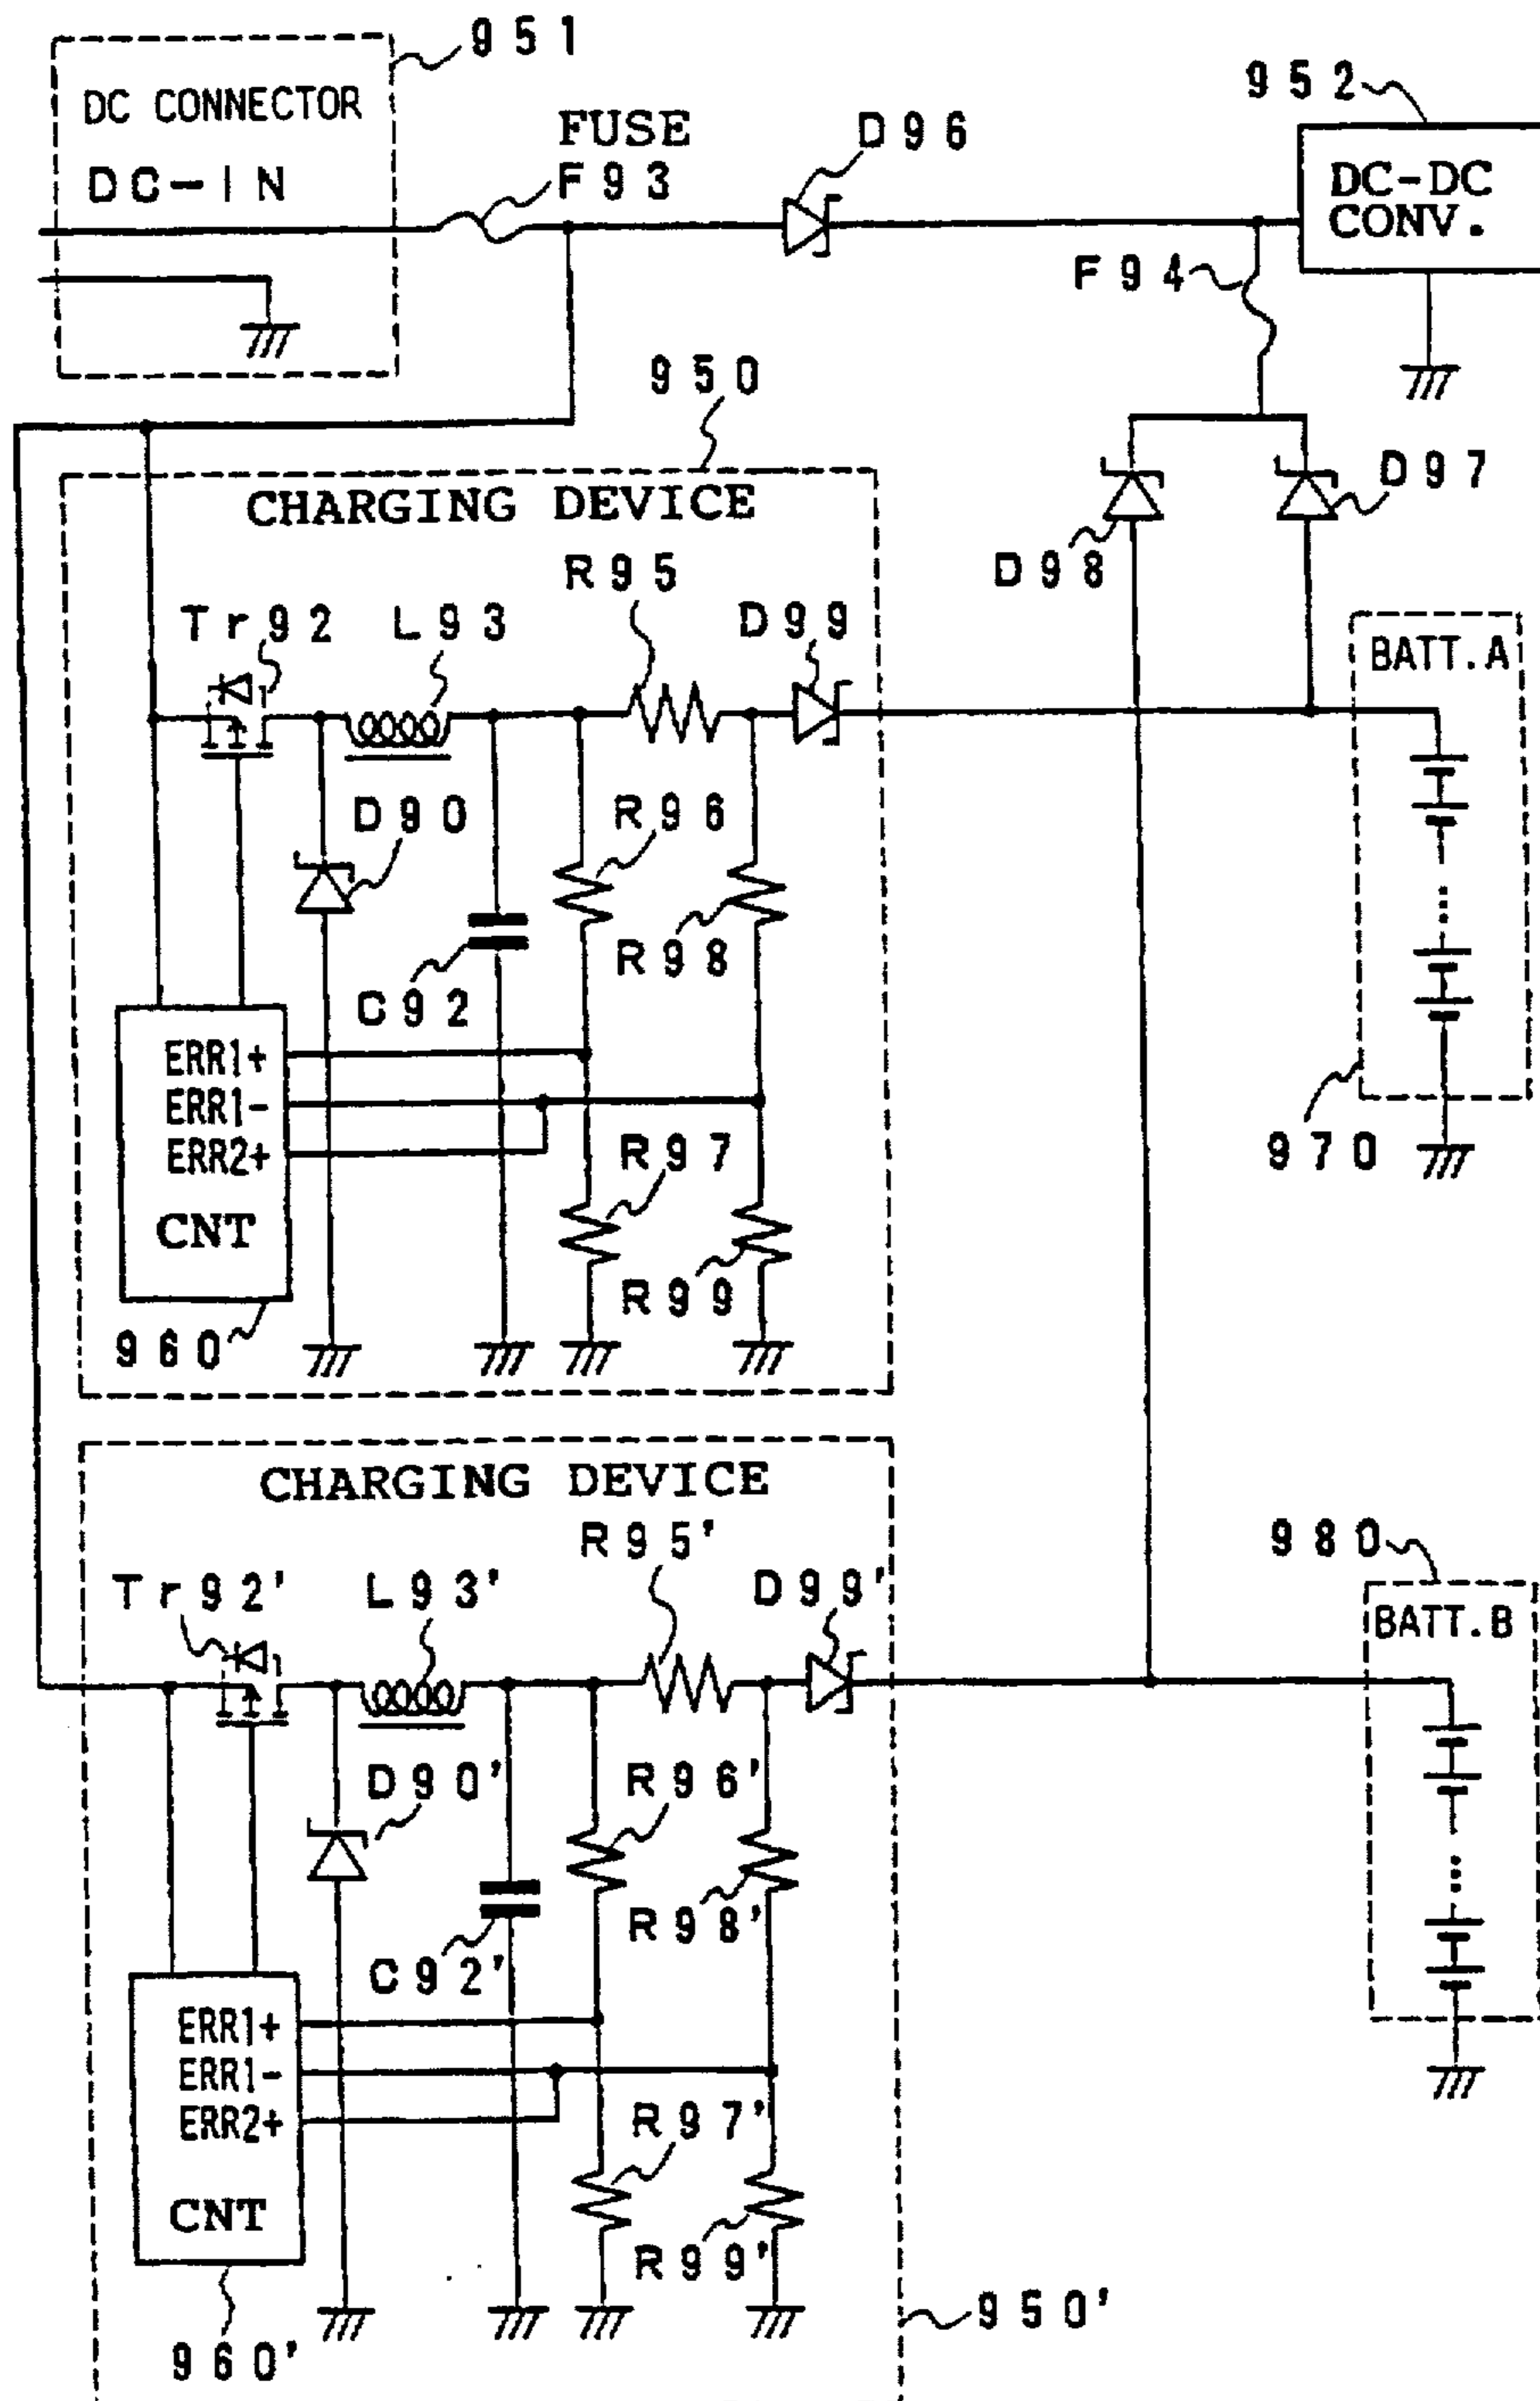 951
DC CONNECTOR
DC-IN
FUSE
F93
D96
952
DC-DC
CONV.
F94
950
CHARGING DEVICE
D97
D98
R95
Tr92
L93
D99
BATT.A
D90
R96
R98
C92
ERR1+
ERR1-
ERR2+
CNT
R97
R99
960
970
CHARGING DEVICE
R95'
980
Tr92'
L93'
D99'
BATT.B
D90'
R96'
R98'
C92'
ERR1+
ERR1-
ERR2+
CNT
R97'
R99'
950'
960'